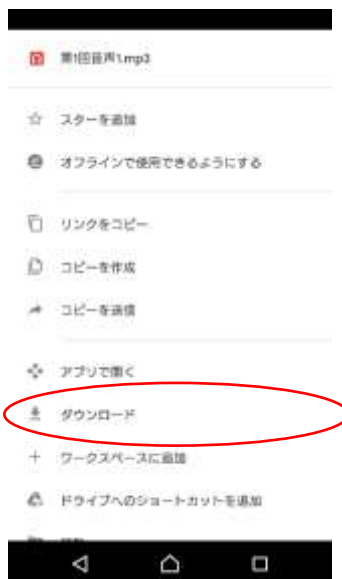 第1回音声1.mp3
スターを追加
オフラインで使用できるようにする
リンクをコピー
コピーを作成
コピーを送信
アプリで開く
ダウンロード
ワークスペースに追加
ドライブへのショートカットを追加